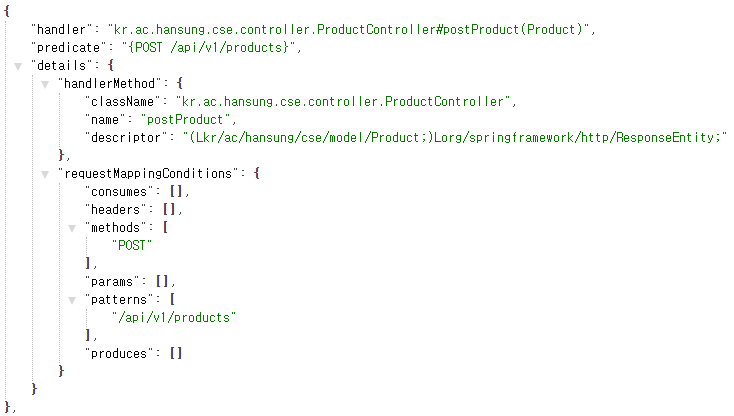 {
"handler": "kr.ac.hansung.cse.controller.ProductController#postProduct(Product)",
"predicate": "{POST /api/v1/products}",
"details": {
"handlerMethod": {
"className": "kr.ac.hansung.cse.controller.ProductController",
"name": "postProduct",
"descriptor": "(Lkr/ac/hansung/cse/model/Product;)Lorg/springframework/http/ResponseEntity;"
},
"requestMappingConditions": {
"consumes": [],
"headers": [],
"methods": [
"POST"
],
"params": [],
"patterns": [
"/api/v1/products"
],
"produces": []
}
}
},